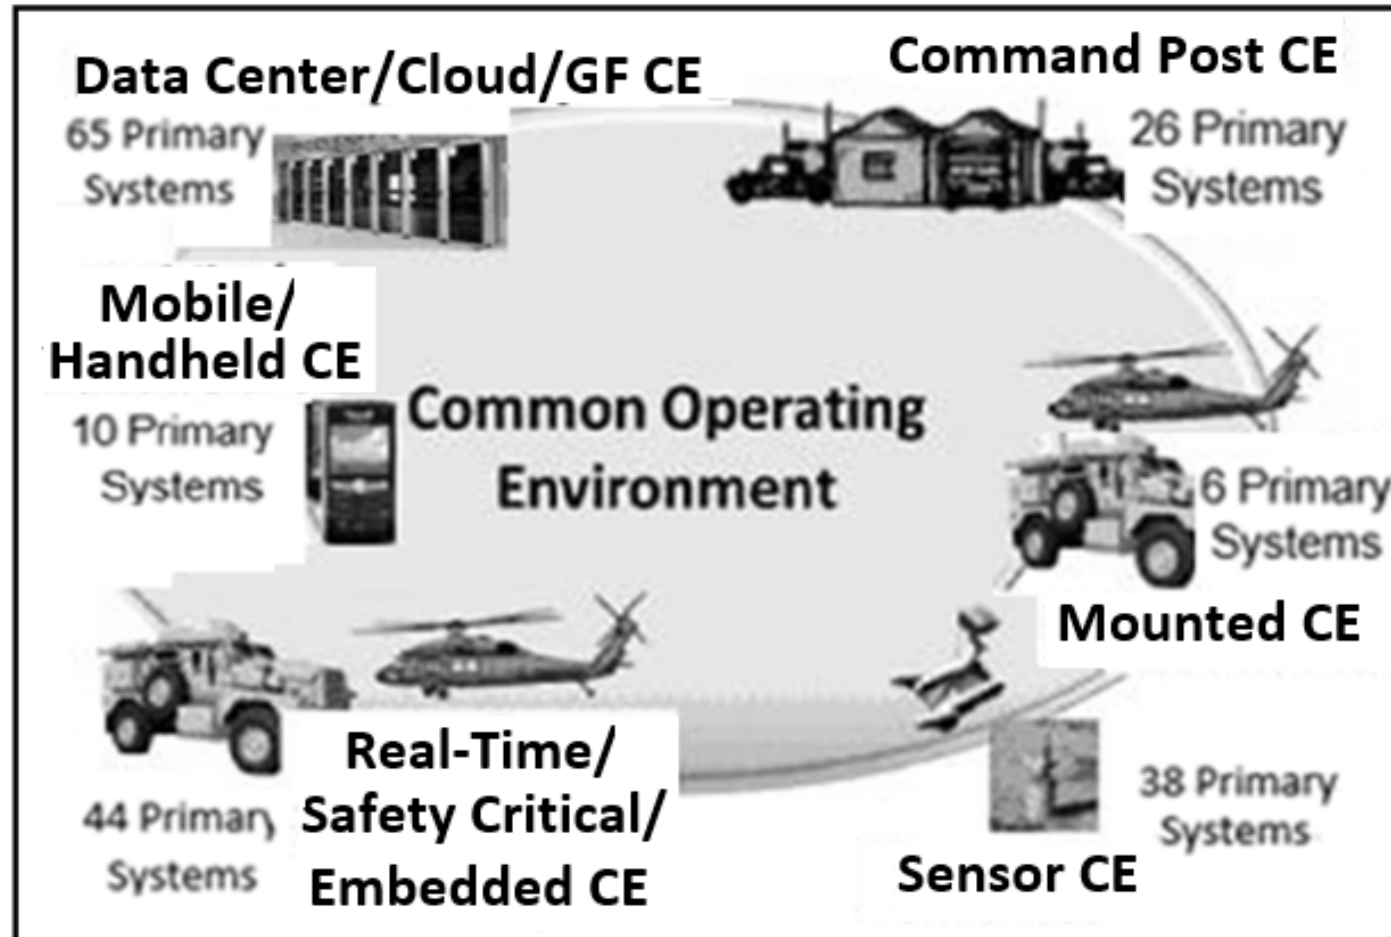 Data Center/Cloud/GF CE
65 Primary
Systems
Command Post CE
26 Primary
Systems
Mobile/
Handheld CE
10 Primary
Systems
Common Operating
Environment
6 Primary
Systems
Mounted CE
44 Primary
Systems
Real-Time/
Safety Critical/
Embedded CE
38 Primary
Systems
Sensor CE